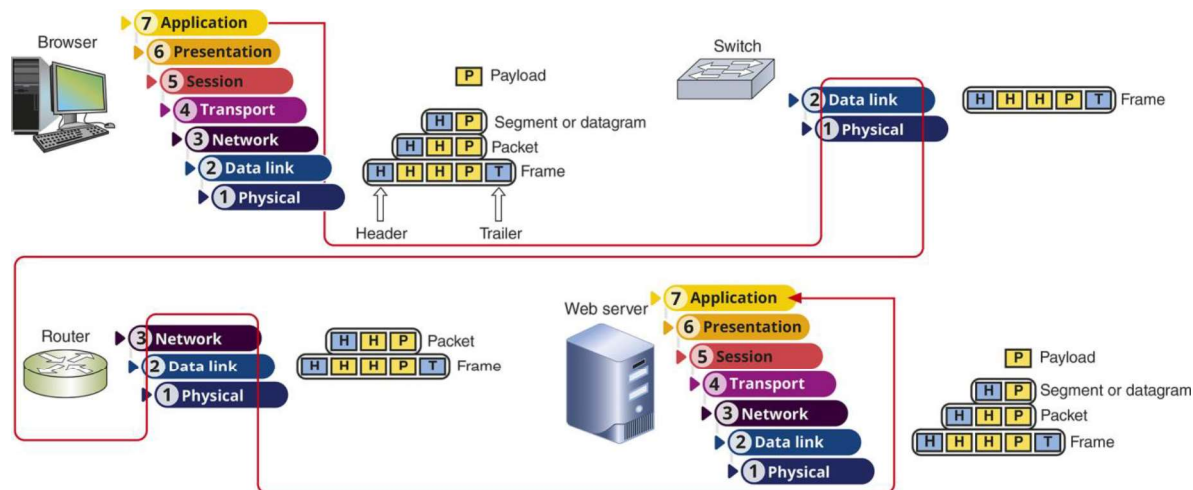 Browser
7 Application
6 Presentation
5 Session
4 Transport
3 Network
2 Data link
1 Physical
P Payload
H P Segment or datagram
H H P Packet
H H H P T Frame
Header Trailer
Switch
2 Data link
1 Physical
H H H P T Frame
Router
3 Network
2 Data link
1 Physical
H H P Packet
H H H P T Frame
Web server
7 Application
6 Presentation
5 Session
4 Transport
3 Network
2 Data link
1 Physical
P Payload
H P Segment or datagram
H H P Packet
H H H P T Frame